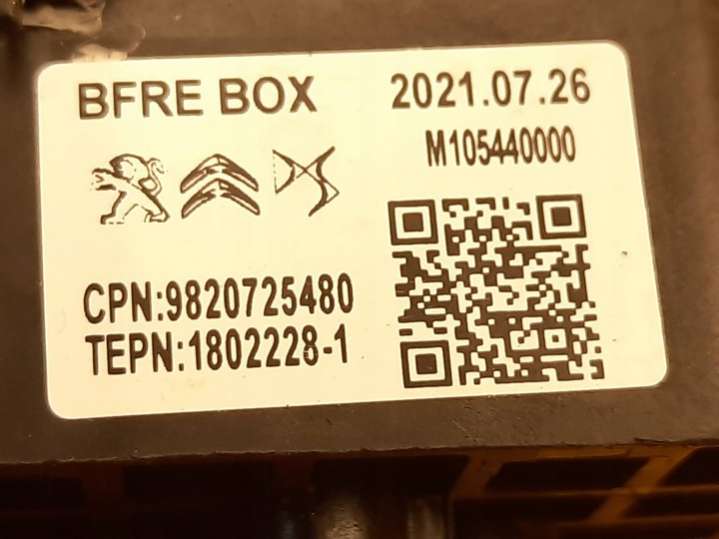 BFRE BOX
2021.07.26
M105440000
CPN:9820725480
TEPN:1802228-1